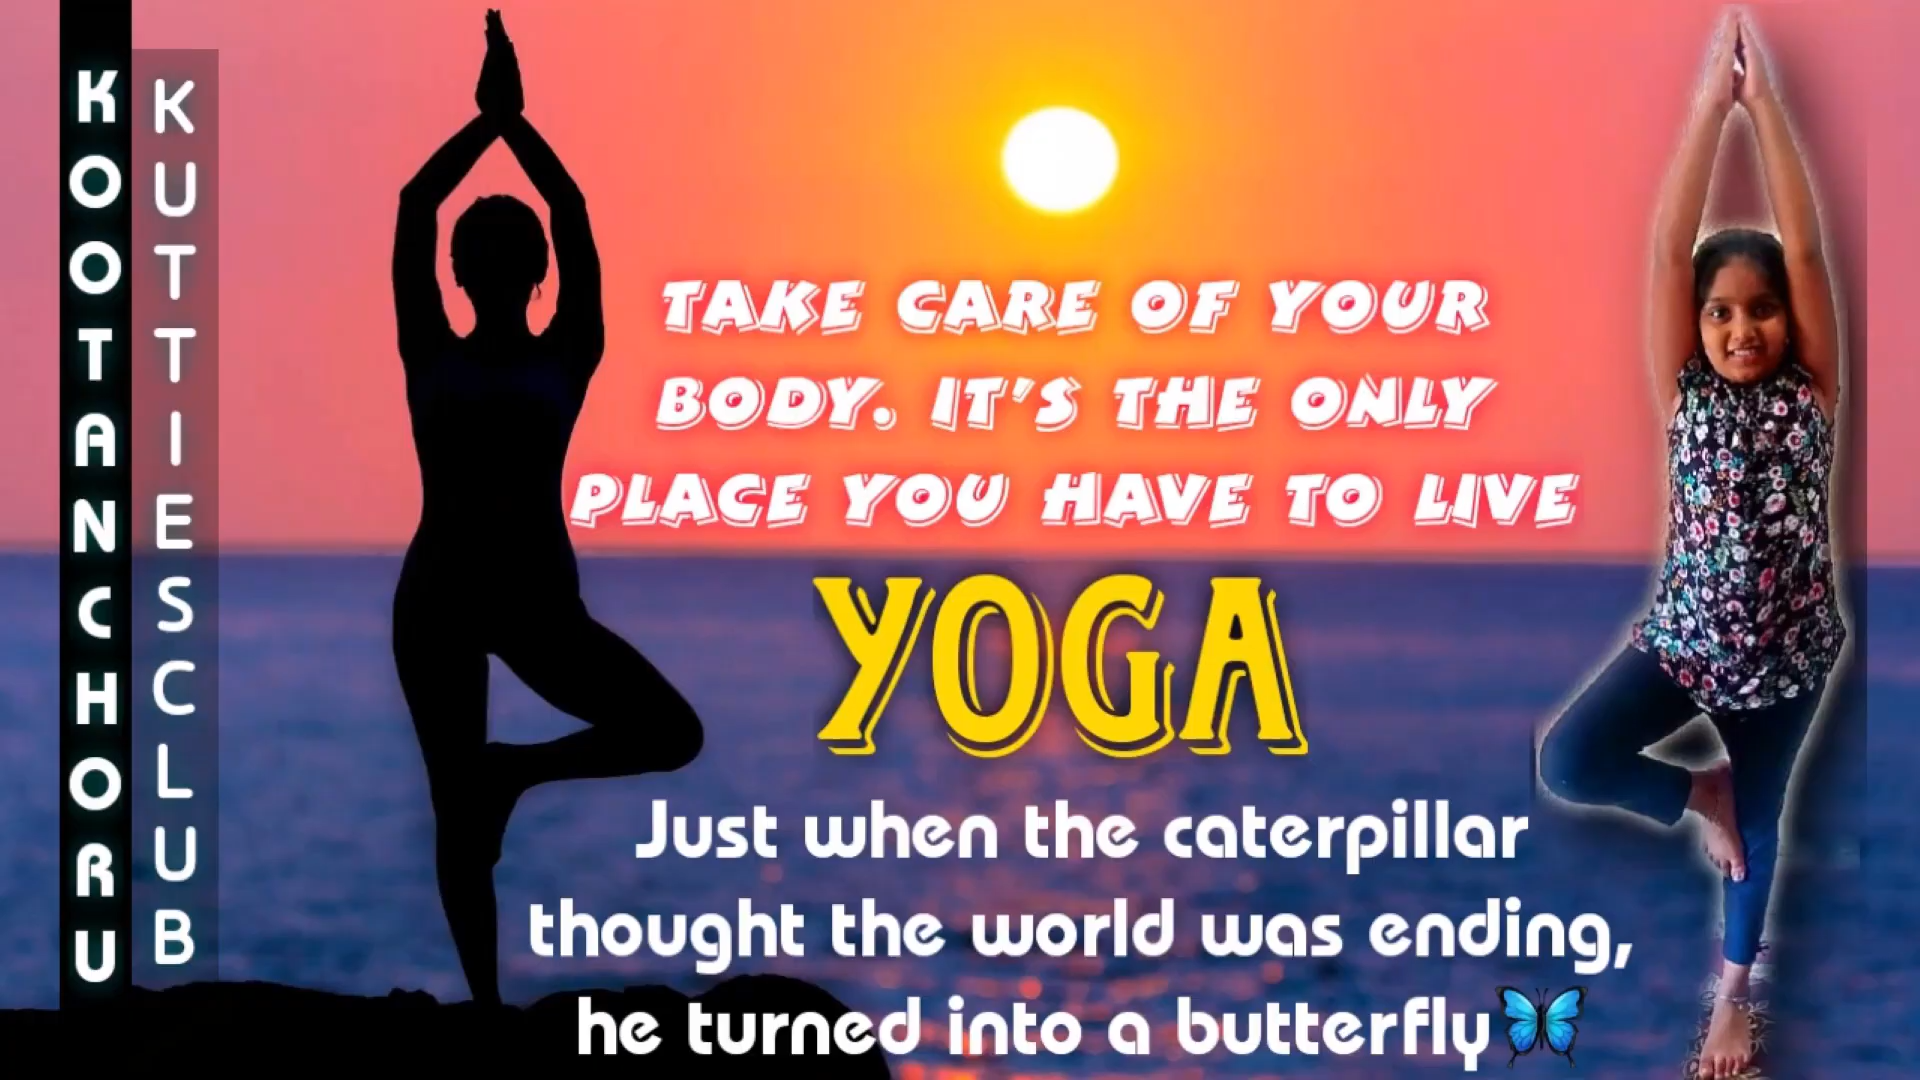 KOOTANCHORU
KUTTIESCLUB
TAKE CARE OF YOUR
BODY. IT'S THE ONLY
PLACE YOU HAVE TO LIVE
YOGA
Just when the caterpillar
thought the world was ending,
he turned into a butterfly🦋